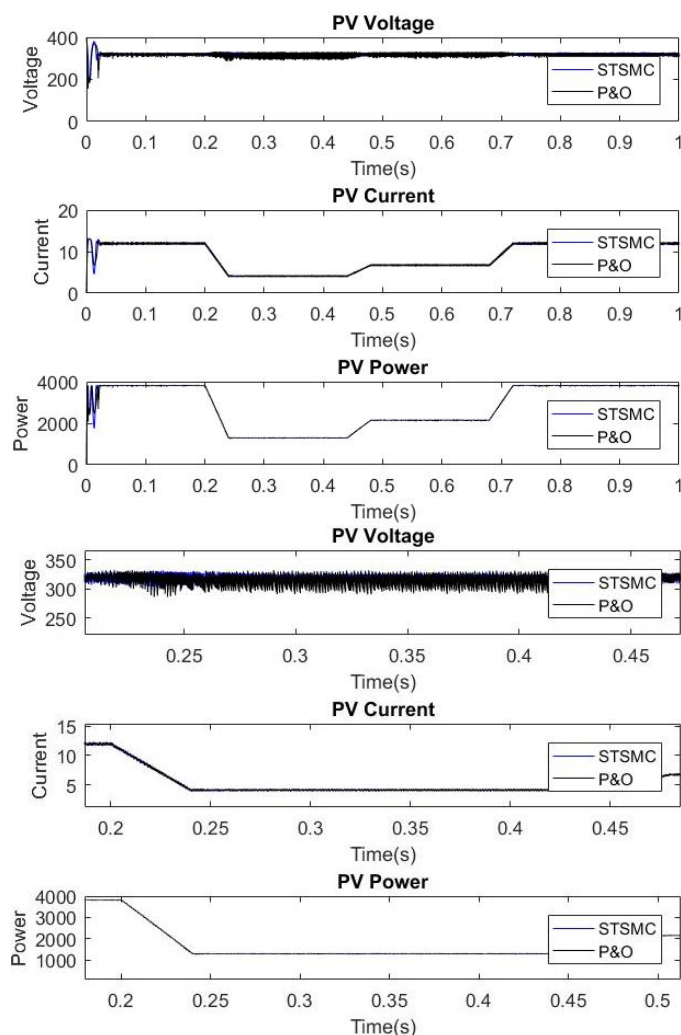 PV Voltage
400
200
0
Voltage
STSMC
P&O
0 0.1 0.2 0.3 0.4 0.5 0.6 0.7 0.8 0.9 1
Time(s)
PV Current
20
10
0
Current
STSMC
P&O
0 0.1 0.2 0.3 0.4 0.5 0.6 0.7 0.8 0.9 1
Time(s)
PV Power
4000
2000
0
Power
STSMC
P&O
0 0.1 0.2 0.3 0.4 0.5 0.6 0.7 0.8 0.9 1
Time(s)
PV Voltage
350
300
250
Voltage
STSMC
P&O
0.25 0.3 0.35 0.4 0.45
Time(s)
PV Current
15
10
5
Current
STSMC
P&O
0.2 0.25 0.3 0.35 0.4 0.45
Time(s)
PV Power
4000
3000
2000
1000
Power
STSMC
P&O
0.2 0.25 0.3 0.35 0.4 0.45 0.5
Time(s)